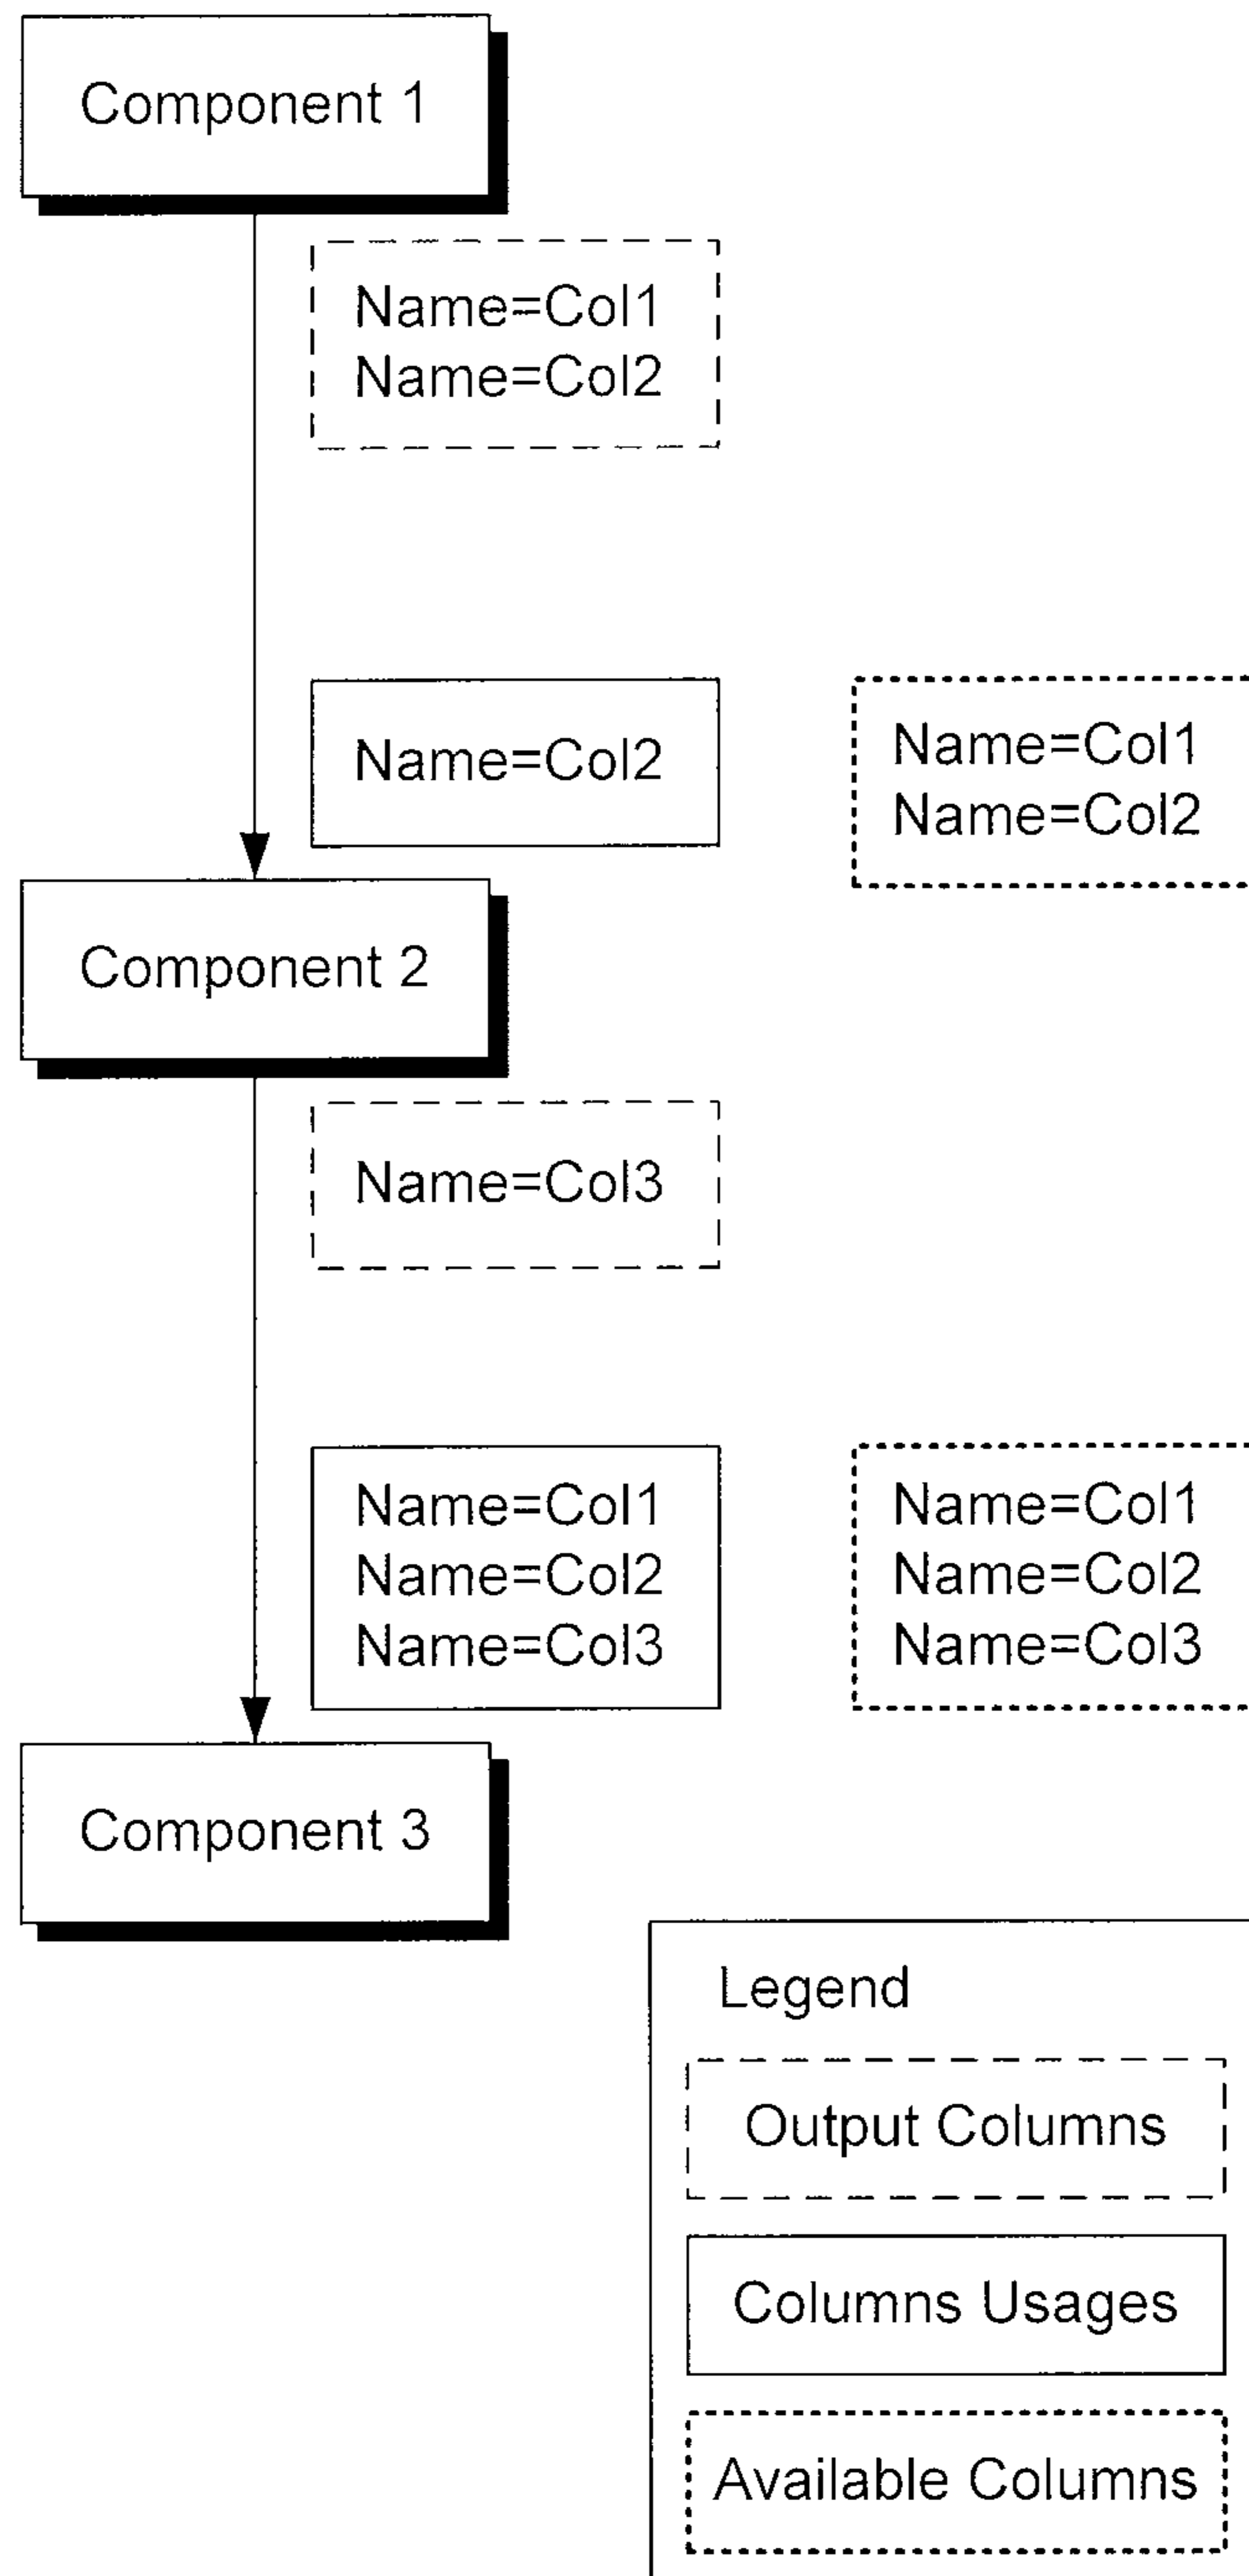 Component 1
Name=Col1
Name=Col2
Name=Col2
Name=Col1
Name=Col2
Component 2
Name=Col3
Name=Col1
Name=Col2
Name=Col3
Name=Col1
Name=Col2
Name=Col3
Component 3
Legend
Output Columns
Columns Usages
Available Columns